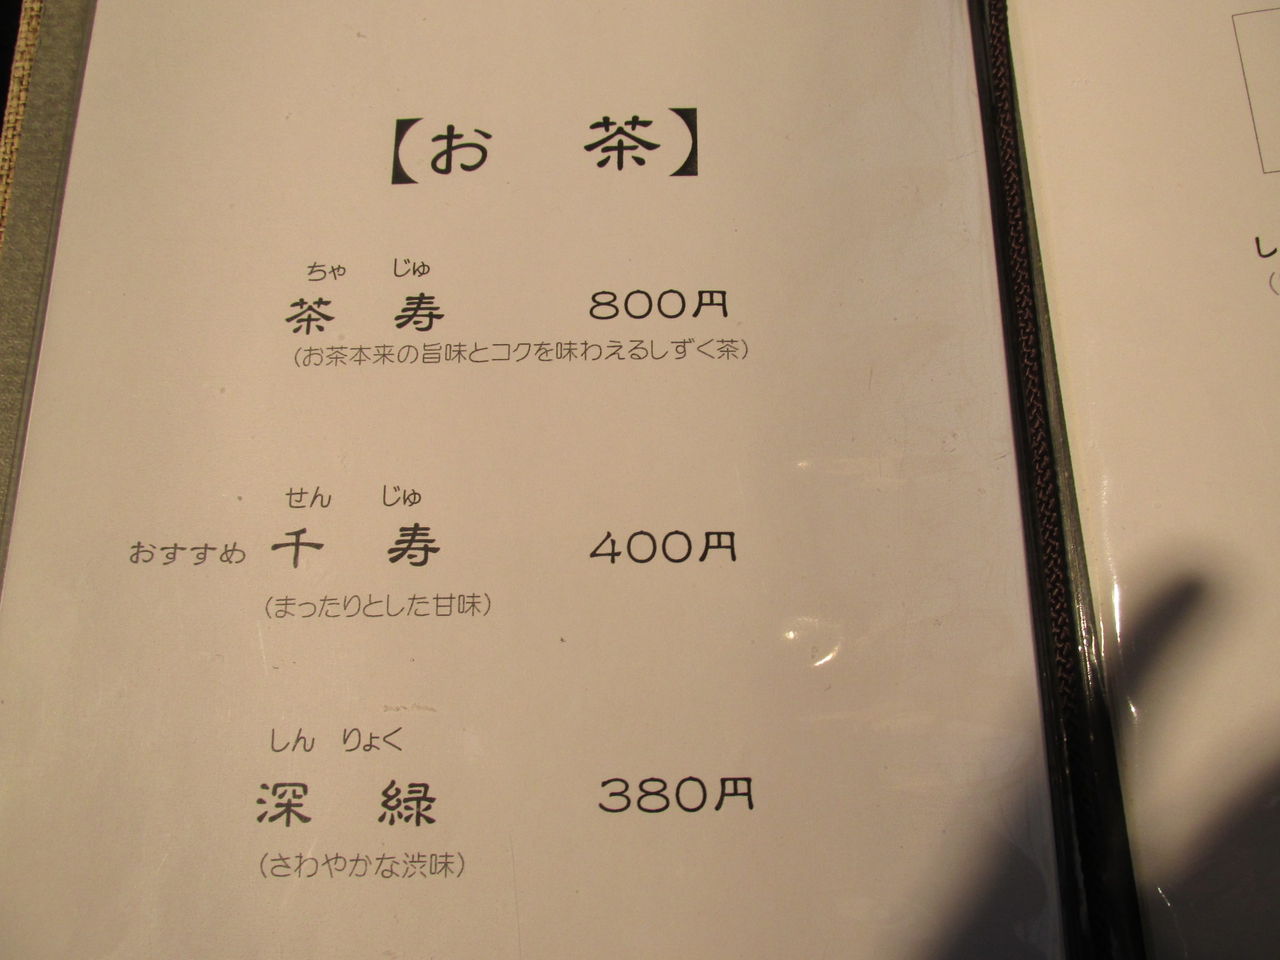 【お 茶】
ちゃ じゅ
茶 寿 800円
(お茶本来の旨味とコクを味わえるしずく茶)
せん じゅ
おすすめ 千 寿 400円
(まったりとした甘味)
しん りょく
深 緑 380円
(さわやかな渋味)
し